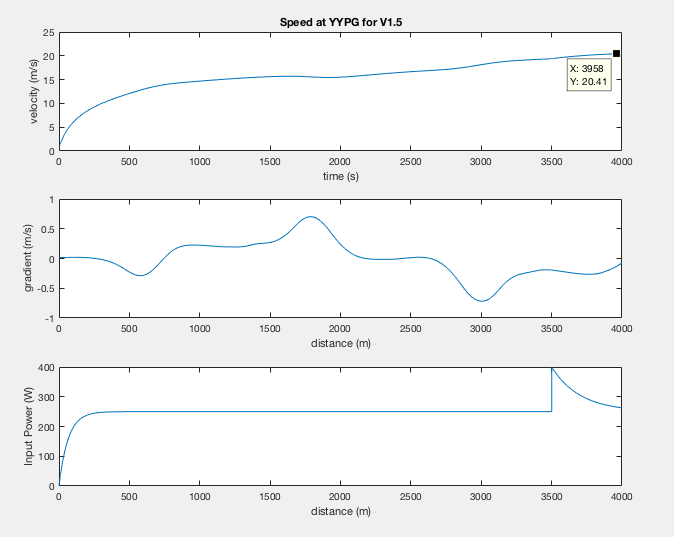 Speed at YYPG for V1.5
25
20
15
10
5
0
velocity (m/s)
X: 3958
Y: 20.41
0 500 1000 1500 2000 2500 3000 3500 4000
time (s)
1
0.5
0
-0.5
-1
gradient (m/s)
0 500 1000 1500 2000 2500 3000 3500 4000
distance (m)
400
300
200
100
0
Input Power (W)
0 500 1000 1500 2000 2500 3000 3500 4000
distance (m)